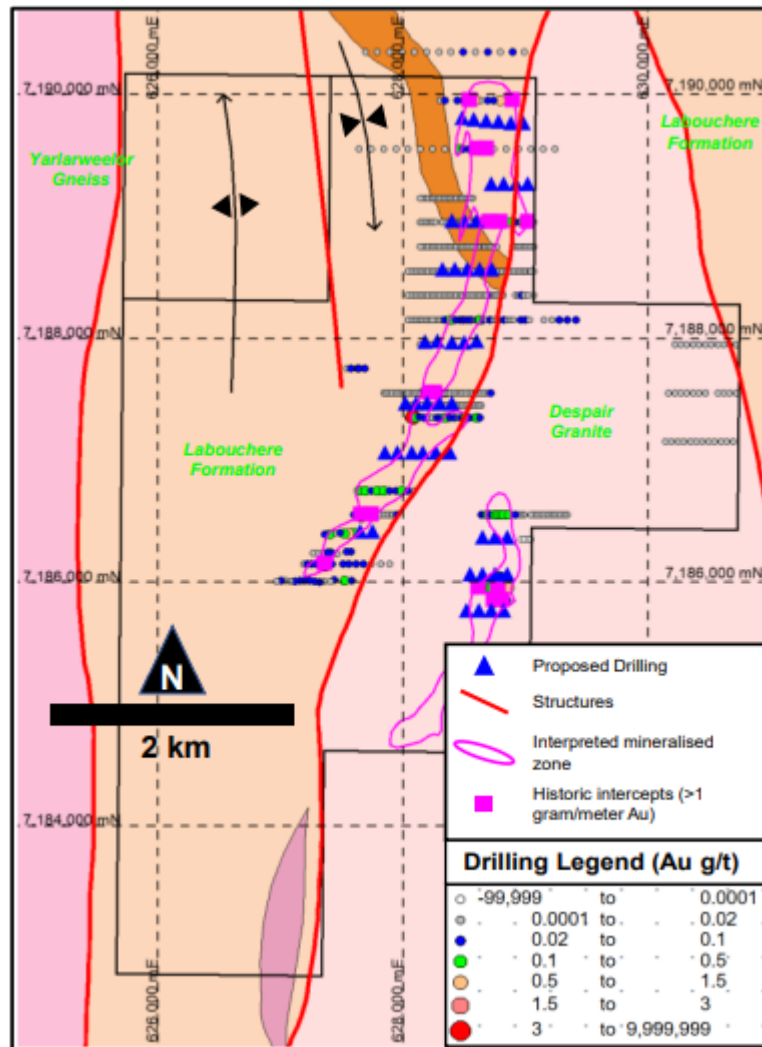 626,000 mE
628,000 mE
630,000 mE
7,190,000 mN
7,190,000 mN
Yarlarweelor
Gneiss
Labouchere
Formation
7,188,000 mN
7,188,000 mN
Labouchere
Formation
Despair
Granite
7,186,000 mN
7,186,000 mN
N
2 km
7,184,000 mN
626,000 mE
628,000 mE
Proposed Drilling
Structures
Interpreted mineralised
zone
Historic intercepts (>1
gram/meter Au)
Drilling Legend (Au g/t)
-99,999 to 0.0001
0.0001 to 0.02
0.02 to 0.1
0.1 to 0.5
0.5 to 1.5
1.5 to 3
3 to 9,999,999